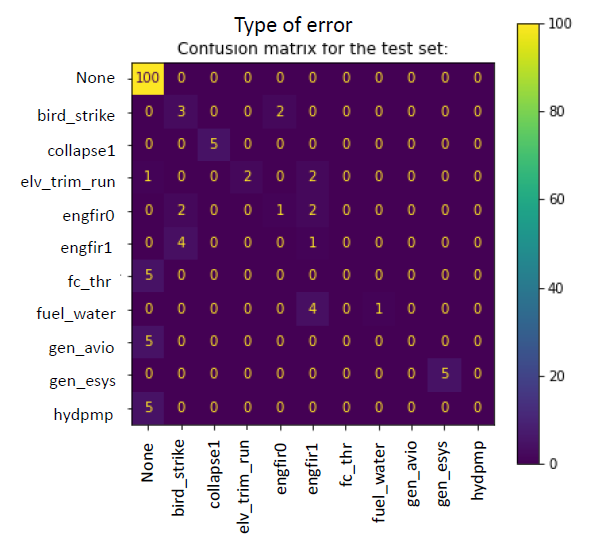 Type of error
Confusion matrix for the test set:
None 100 0 0 0 0 0 0 0 0 0 0
bird_strike 0 3 0 0 2 0 0 0 0 0 0
collapse1 0 0 5 0 0 0 0 0 0 0 0
elv_trim_run 1 0 0 2 0 2 0 0 0 0 0
engfir0 0 2 0 0 1 2 0 0 0 0 0
engfir1 0 4 0 0 0 1 0 0 0 0 0
fc_thr 5 0 0 0 0 0 0 0 0 0 0
fuel_water 0 0 0 0 0 4 0 1 0 0 0
gen_avio 5 0 0 0 0 0 0 0 0 0 0
gen_esys 0 0 0 0 0 0 0 0 0 5 0
hydpmp 5 0 0 0 0 0 0 0 0 0 0
None bird_strike collapse1 elv_trim_run engfir0 engfir1 fc_thr fuel_water gen_avio gen_esys hydpmp
100
80
60
40
20
0